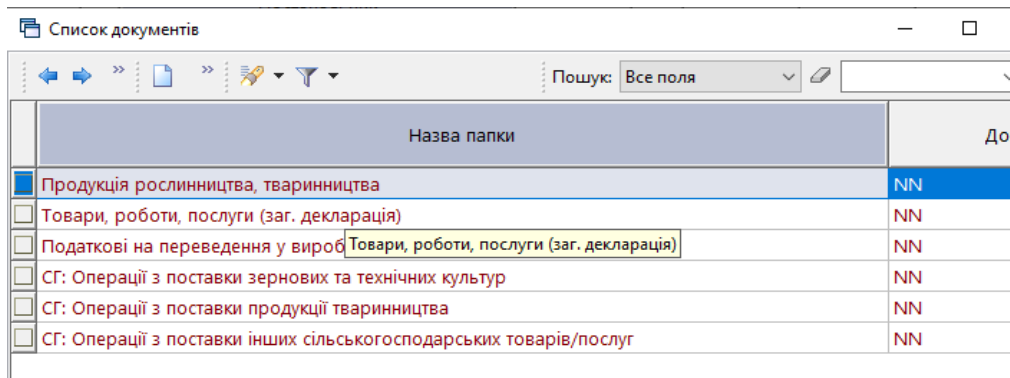 Список документів
Пошук: Все поля
Назва папки До
Продукція рослинництва, тваринництва NN
Товари, роботи, послуги (заг. декларація) NN
Податкові на переведення у вироб Товари, роботи, послуги (заг. декларація) NN
СГ: Операції з поставки зернових та технічних культур NN
СГ: Операції з поставки продукції тваринництва NN
СГ: Операції з поставки інших сільськогосподарських товарів/послуг NN